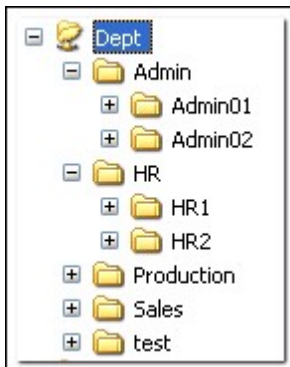 Dept
Admin
Admin01
Admin02
HR
HR1
HR2
Production
Sales
test